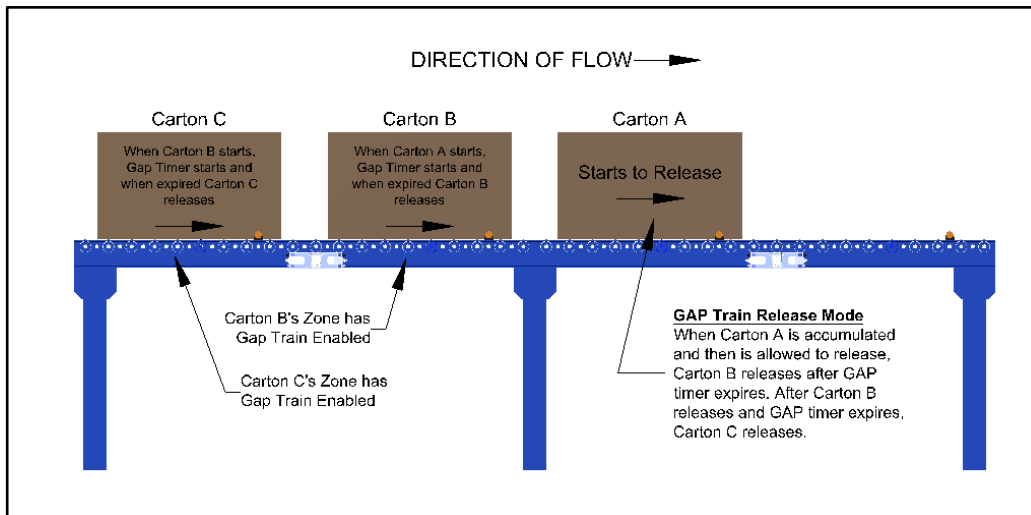 DIRECTION OF FLOW
Carton C
Carton B
Carton A
When Carton B starts,
Gap Timer starts and
when expired Carton C
releases
When Carton A starts,
Gap Timer starts and
when expired Carton B
releases
Starts to Release
Carton B's Zone has
Gap Train Enabled
Carton C's Zone has
Gap Train Enabled
GAP Train Release Mode
When Carton A is accumulated
and then is allowed to release,
Carton B releases after GAP
timer expires. After Carton B
releases and GAP timer expires,
Carton C releases.